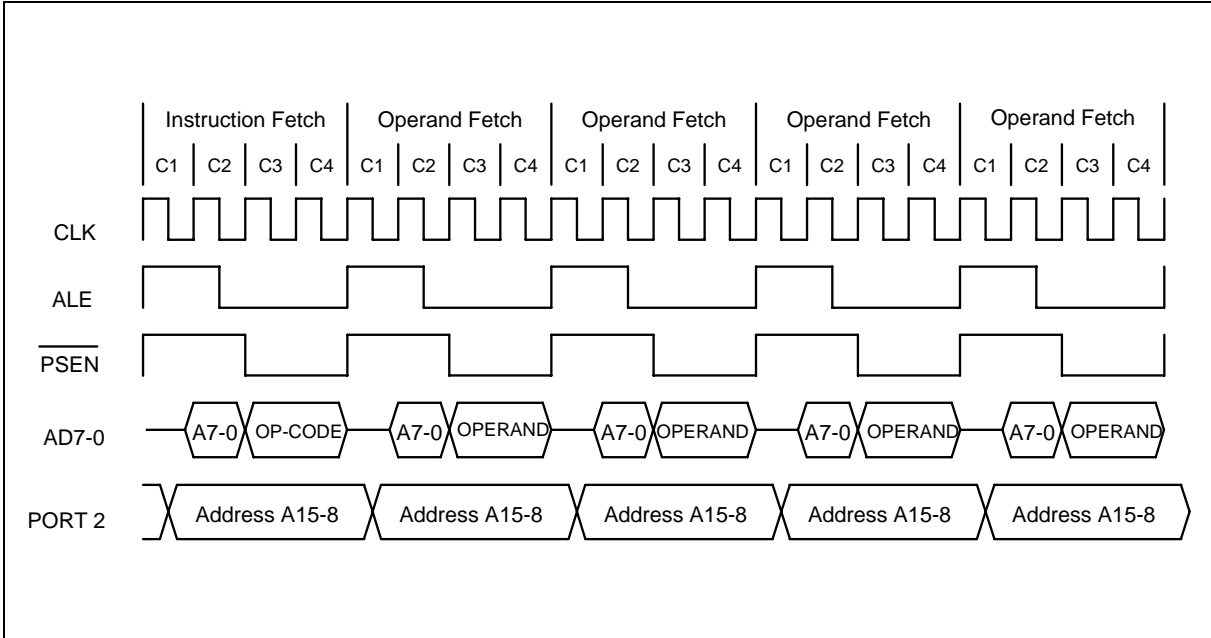 Instruction Fetch Operand Fetch Operand Fetch Operand Fetch Operand Fetch
C1 C2 C3 C4 C1 C2 C3 C4 C1 C2 C3 C4 C1 C2 C3 C4 C1 C2 C3 C4
CLK
ALE
PSEN
AD7-0 A7-0 OP-CODE A7-0 OPERAND A7-0 OPERAND A7-0 OPERAND A7-0 OPERAND
PORT 2 Address A15-8 Address A15-8 Address A15-8 Address A15-8 Address A15-8